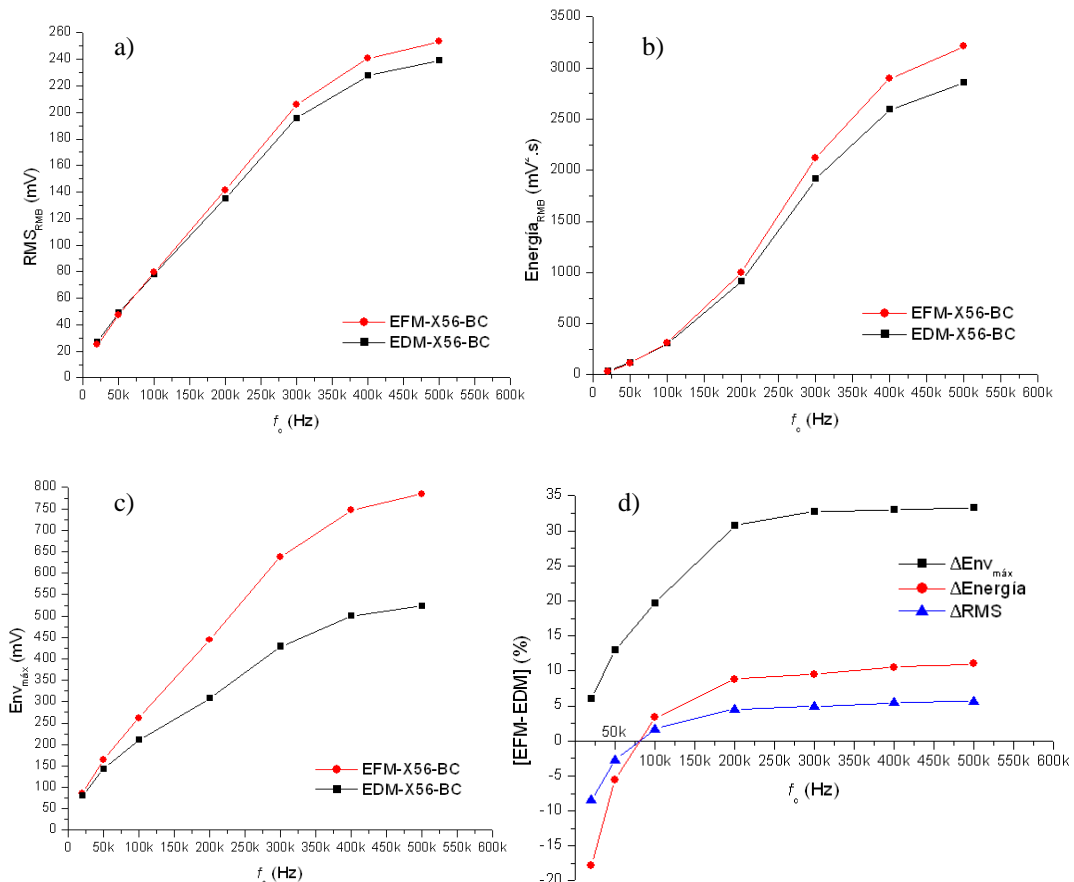 a)
260
240
220
200
180
160
140
120
100
80
60
40
20
0
RMS_RMB (mV)
EFM-X56-BC
EDM-X56-BC
0 50k 100k 150k 200k 250k 300k 350k 400k 450k 500k 550k 600k
f_c (Hz)
b)
3500
3000
2500
2000
1500
1000
500
0
Energía_RMB (mV².s)
EFM-X56-BC
EDM-X56-BC
0 50k 100k 150k 200k 250k 300k 350k 400k 450k 500k 550k 600k
f_c (Hz)
c)
800
750
700
650
600
550
500
450
400
350
300
250
200
150
100
50
0
Env_máx (mV)
EFM-X56-BC
EDM-X56-BC
0 50k 100k 150k 200k 250k 300k 350k 400k 450k 500k 550k 600k
f_c (Hz)
d)
35
30
25
20
15
10
5
0
-5
-10
-15
-20
[EFM-EDM] (%)
ΔEnv_máx
ΔEnergía
ΔRMS
50k
100k 150k 200k 250k 300k 350k 400k 450k 500k 550k 600k
f_c (Hz)